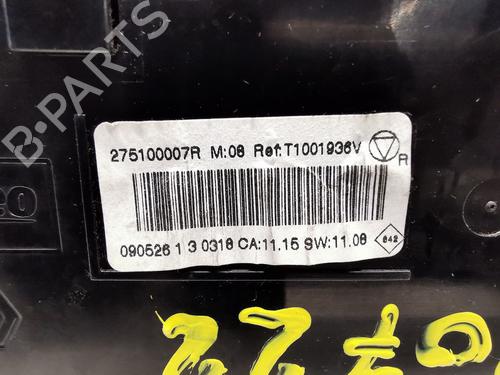 B-PARTS
275100007R M:08 Ref:T1001936V
R
090526 1 3 0318 CA:11.15 SW:11.08
842